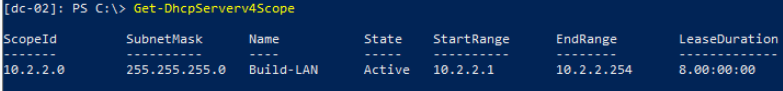 [dc-02]: PS C:\> Get-DhcpServerv4Scope
ScopeId SubnetMask Name State StartRange EndRange LeaseDuration
------- ---------- ---- ----- ---------- -------- -------------
10.2.2.0 255.255.255.0 Build-LAN Active 10.2.2.1 10.2.2.254 8.00:00:00